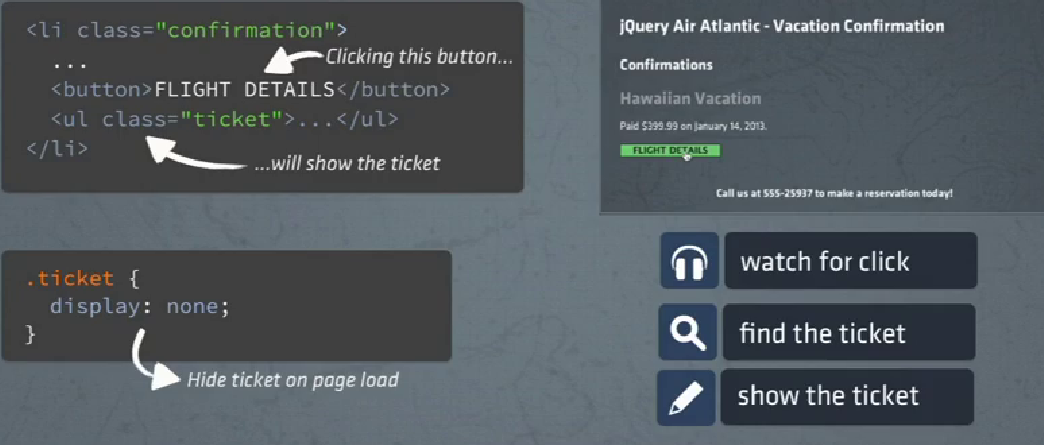 <li class="confirmation">
...
Clicking this button...
<button>FLIGHT DETAILS</button>
<ul class="ticket">...</ul>
</li>
...will show the ticket
.ticket {
display: none;
}
Hide ticket on page load
jQuery Air Atlantic - Vacation Confirmation
Confirmations
Hawaiian Vacation
Paid $399.99 on January 14, 2013.
FLIGHT DETAILS
Call us at 555-25937 to make a reservation today!
watch for click
find the ticket
show the ticket